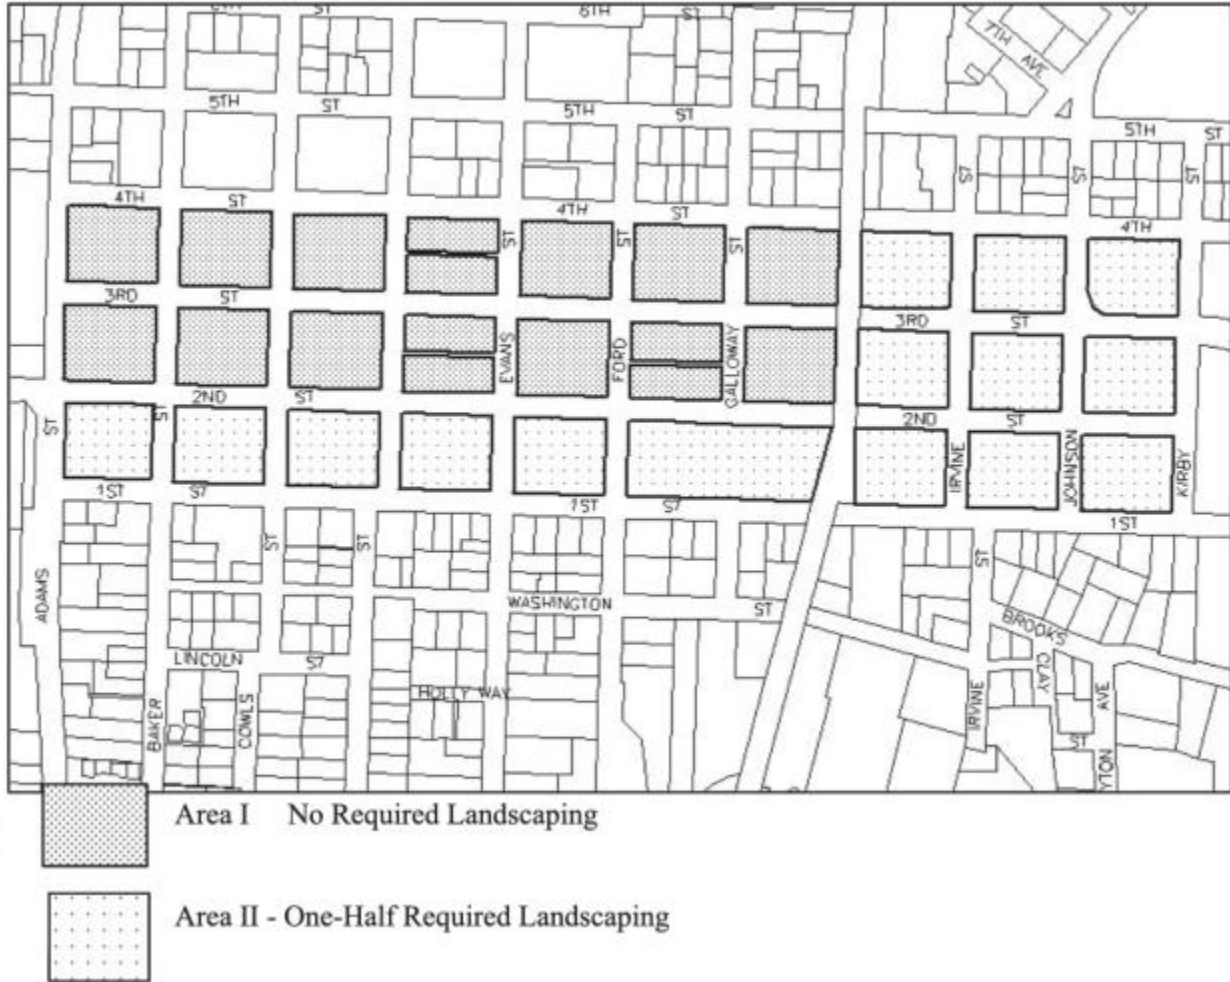 ST
6TH
ST
7TH AVE
5TH
ST
5TH
ST
5TH
ST
ST
ST
ST
4TH
ST
4TH
ST
4TH
ST
ST
ST
3RD
ST
3RD
ST
EVANS
FORD
GALLOWAY
2ND
ST
2ND
ST
ST
ST
IRVINE
JOHNSON
KIRBY
1ST
ST
1ST
ST
1ST
ST
ST
ST
ADAMS
WASHINGTON
ST
BROOKS
LINCOLN
ST
CLAY
HOLLY WAY
BAKER
COWLS
IRVINE
AVE
ST
YTON
Area I No Required Landscaping
Area II - One-Half Required Landscaping